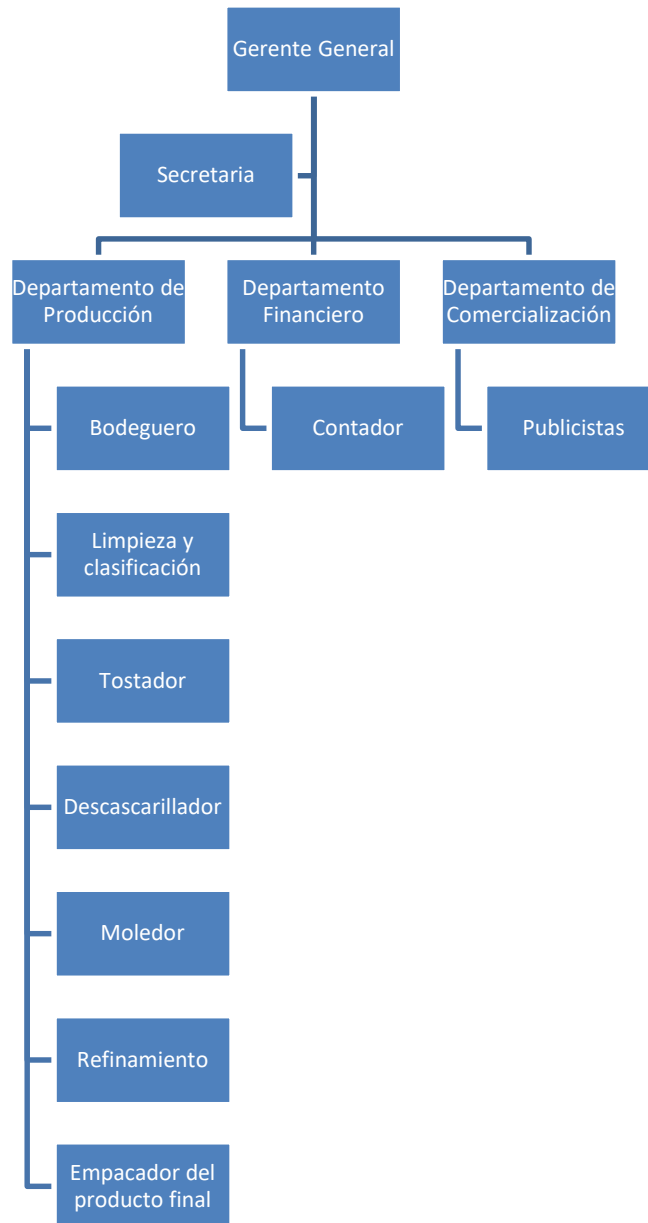 Gerente General
Secretaria
Departamento de
Producción
Departamento
Financiero
Departamento de
Comercialización
Bodeguero
Contador
Publicistas
Limpieza y
clasificación
Tostador
Descascarillador
Moledor
Refinamiento
Empacador del
producto final